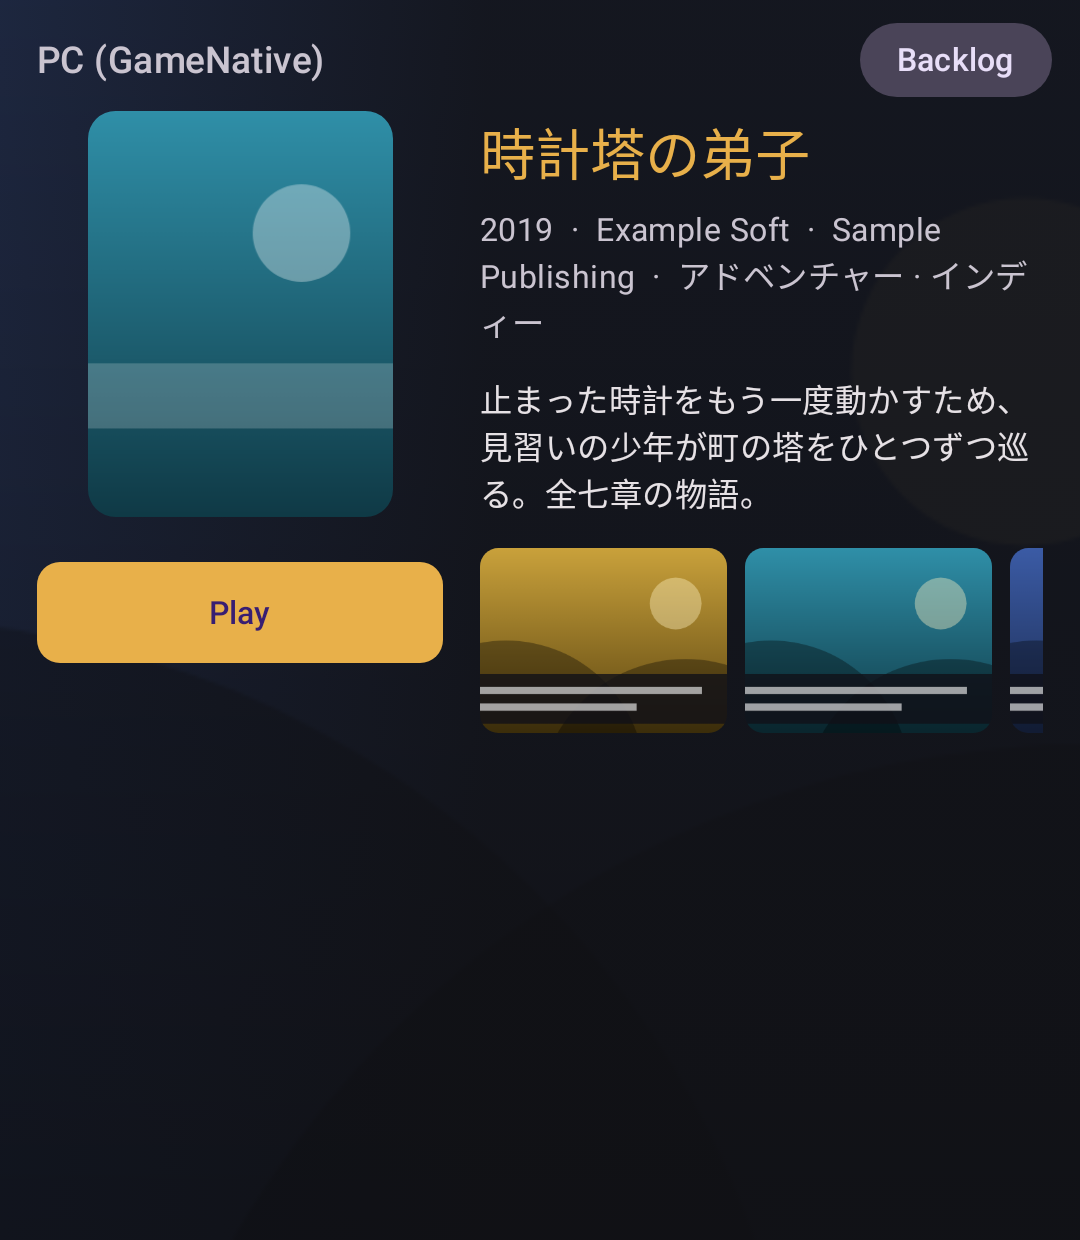 PC (GameNative)
Backlog
時計塔の弟子
2019 · Example Soft · Sample
Publishing · アドベンチャー · インデ
ィー
止まった時計をもう一度動かすため、
見習いの少年が町の塔をひとつずつ巡
る。全七章の物語。
Play